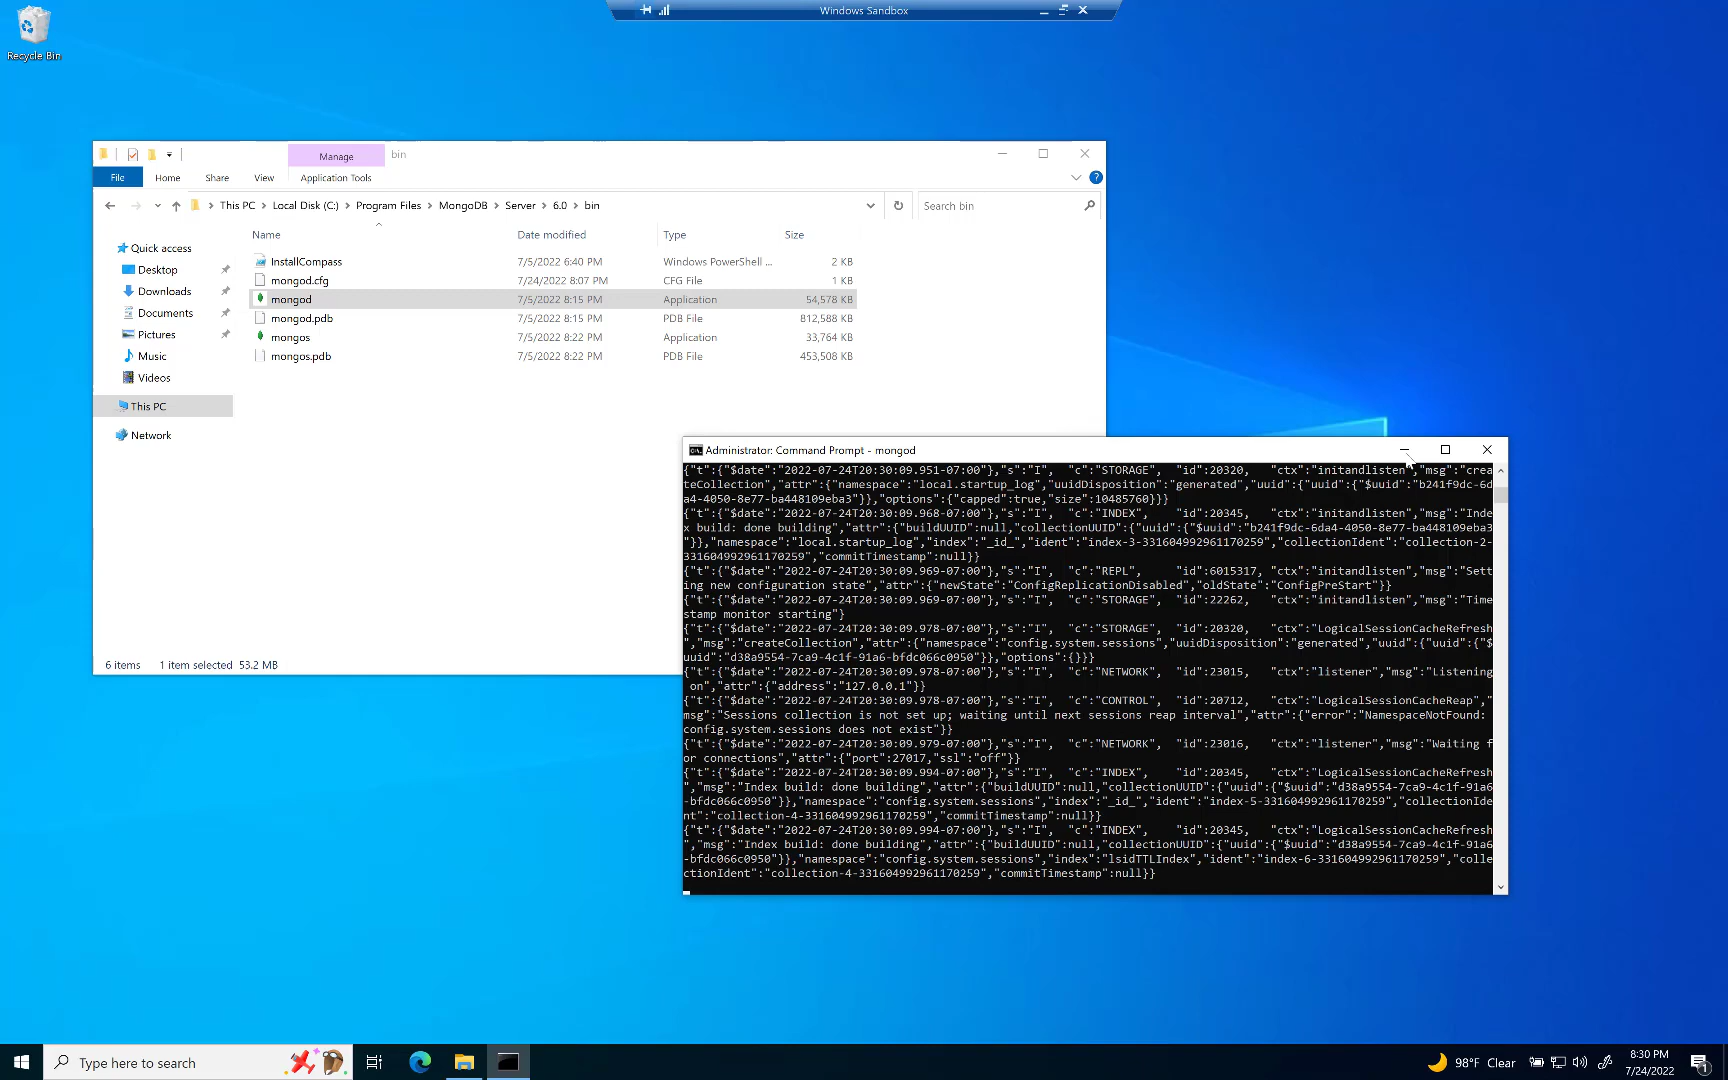 Windows Sandbox
Recycle Bin
Manage
bin
File
Home
Share
View
Application Tools
This PC
Local Disk (C:)
Program Files
MongoDB
Server
6.0
bin
Search bin
Name
Date modified
Type
Size
Quick access
Desktop
Downloads
Documents
Pictures
Music
Videos
This PC
Network
InstallCompass 7/5/2022 6:40 PM Windows PowerShell ... 2 KB
mongod.cfg 7/24/2022 8:07 PM CFG File 1 KB
mongod 7/5/2022 8:15 PM Application 54,578 KB
mongod.pdb 7/5/2022 8:15 PM PDB File 812,588 KB
mongos 7/5/2022 8:22 PM Application 33,764 KB
mongos.pdb 7/5/2022 8:22 PM PDB File 453,508 KB
6 items 1 item selected 53.2 MB
Administrator: Command Prompt - mongod
{"t":{"$date":"2022-07-24T20:30:09.951-07:00"},"s":"I", "c":"STORAGE", "id":20320, "ctx":"initandlisten","msg":"crea
teCollection","attr":{"namespace":"local.startup_log","uuidDisposition":"generated","uuid":{"uuid":{"$uuid":"b241f9dc-6d
a4-4050-8e77-ba448109eba3"}},"options":{"capped":true,"size":10485760}}}
{"t":{"$date":"2022-07-24T20:30:09.968-07:00"},"s":"I", "c":"INDEX", "id":20345, "ctx":"initandlisten","msg":"Inde
x build: done building","attr":{"buildUUID":null,"collectionUUID":{"uuid":{"$uuid":"b241f9dc-6da4-4050-8e77-ba448109eba3
"}},"namespace":"local.startup_log","index":"_id_","ident":"index-3-331604992961170259","collectionIdent":"collection-2-
331604992961170259","commitTimestamp":null}}
{"t":{"$date":"2022-07-24T20:30:09.969-07:00"},"s":"I", "c":"REPL", "id":6015317, "ctx":"initandlisten","msg":"Sett
ing new configuration state","attr":{"newState":"ConfigReplicationDisabled","oldState":"ConfigPreStart"}}
{"t":{"$date":"2022-07-24T20:30:09.969-07:00"},"s":"I", "c":"STORAGE", "id":22262, "ctx":"initandlisten","msg":"Time
stamp monitor starting"}
{"t":{"$date":"2022-07-24T20:30:09.978-07:00"},"s":"I", "c":"STORAGE", "id":20320, "ctx":"LogicalSessionCacheRefresh
","msg":"createCollection","attr":{"namespace":"config.system.sessions","uuidDisposition":"generated","uuid":{"uuid":{"$
uuid":"d38a9554-7ca9-4c1f-91a6-bfdc066c0950"}},"options":{}}}
{"t":{"$date":"2022-07-24T20:30:09.978-07:00"},"s":"I", "c":"NETWORK", "id":23015, "ctx":"listener","msg":"Listening
on","attr":{"address":"127.0.0.1"}}
{"t":{"$date":"2022-07-24T20:30:09.978-07:00"},"s":"I", "c":"CONTROL", "id":20712, "ctx":"LogicalSessionCacheReap","
msg":"Sessions collection is not set up; waiting until next sessions reap interval","attr":{"error":"NamespaceNotFound:
config.system.sessions does not exist"}}
{"t":{"$date":"2022-07-24T20:30:09.979-07:00"},"s":"I", "c":"NETWORK", "id":23016, "ctx":"listener","msg":"Waiting f
or connections","attr":{"port":27017,"ssl":"off"}}
{"t":{"$date":"2022-07-24T20:30:09.994-07:00"},"s":"I", "c":"INDEX", "id":20345, "ctx":"LogicalSessionCacheRefresh
","msg":"Index build: done building","attr":{"buildUUID":null,"collectionUUID":{"uuid":{"$uuid":"d38a9554-7ca9-4c1f-91a6
-bfdc066c0950"}},"namespace":"config.system.sessions","index":"_id_","ident":"index-5-331604992961170259","collectionIde
nt":"collection-4-331604992961170259","commitTimestamp":null}}
{"t":{"$date":"2022-07-24T20:30:09.994-07:00"},"s":"I", "c":"INDEX", "id":20345, "ctx":"LogicalSessionCacheRefresh
","msg":"Index build: done building","attr":{"buildUUID":null,"collectionUUID":{"uuid":{"$uuid":"d38a9554-7ca9-4c1f-91a6
-bfdc066c0950"}},"namespace":"config.system.sessions","index":"lsidTTLIndex","ident":"index-6-331604992961170259","colle
ctionIdent":"collection-4-331604992961170259","commitTimestamp":null}}
Type here to search
98°F Clear
8:30 PM
7/24/2022
1